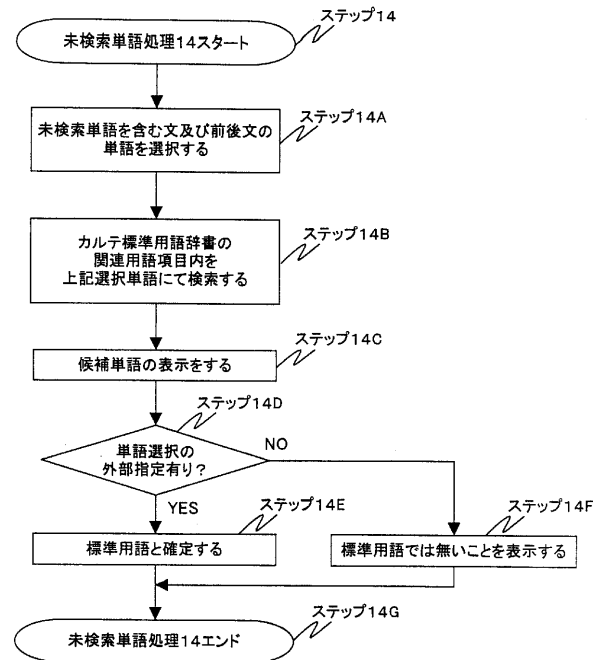 ステップ14
未検索単語処理14スタート
ステップ14A
未検索単語を含む文及び前後文の
単語を選択する
ステップ14B
カルテ標準用語辞書の
関連用語項目内を
上記選択単語にて検索する
ステップ14C
候補単語の表示をする
ステップ14D
単語選択の
外部指定有り?
NO
YES
ステップ14E
標準用語と確定する
ステップ14F
標準用語では無いことを表示する
ステップ14G
未検索単語処理14エンド